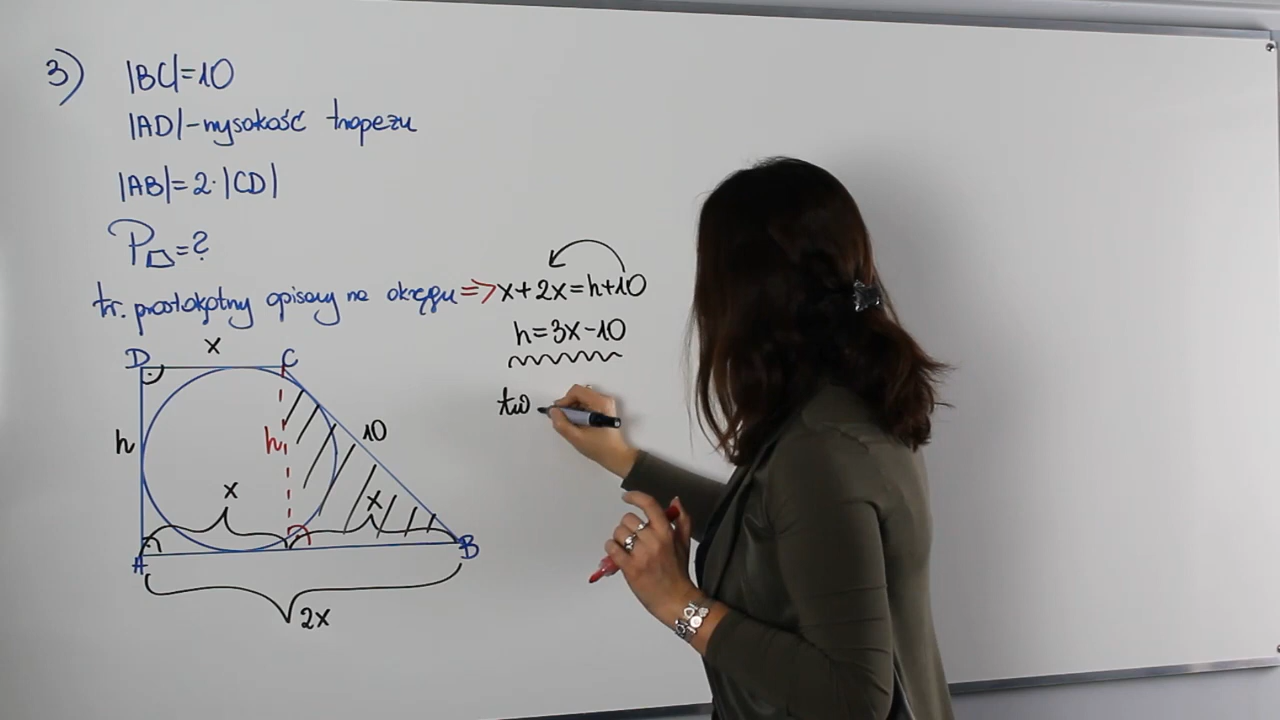 3) |BC|=10
|AD|-wysokość trapezu
|AB|=2·|CD|
P▱=?
tr. prostokątny opisany na okręgu => x+2x=h+10
h=3x-10
tw
D x C
h h 10
x x
A B
2x